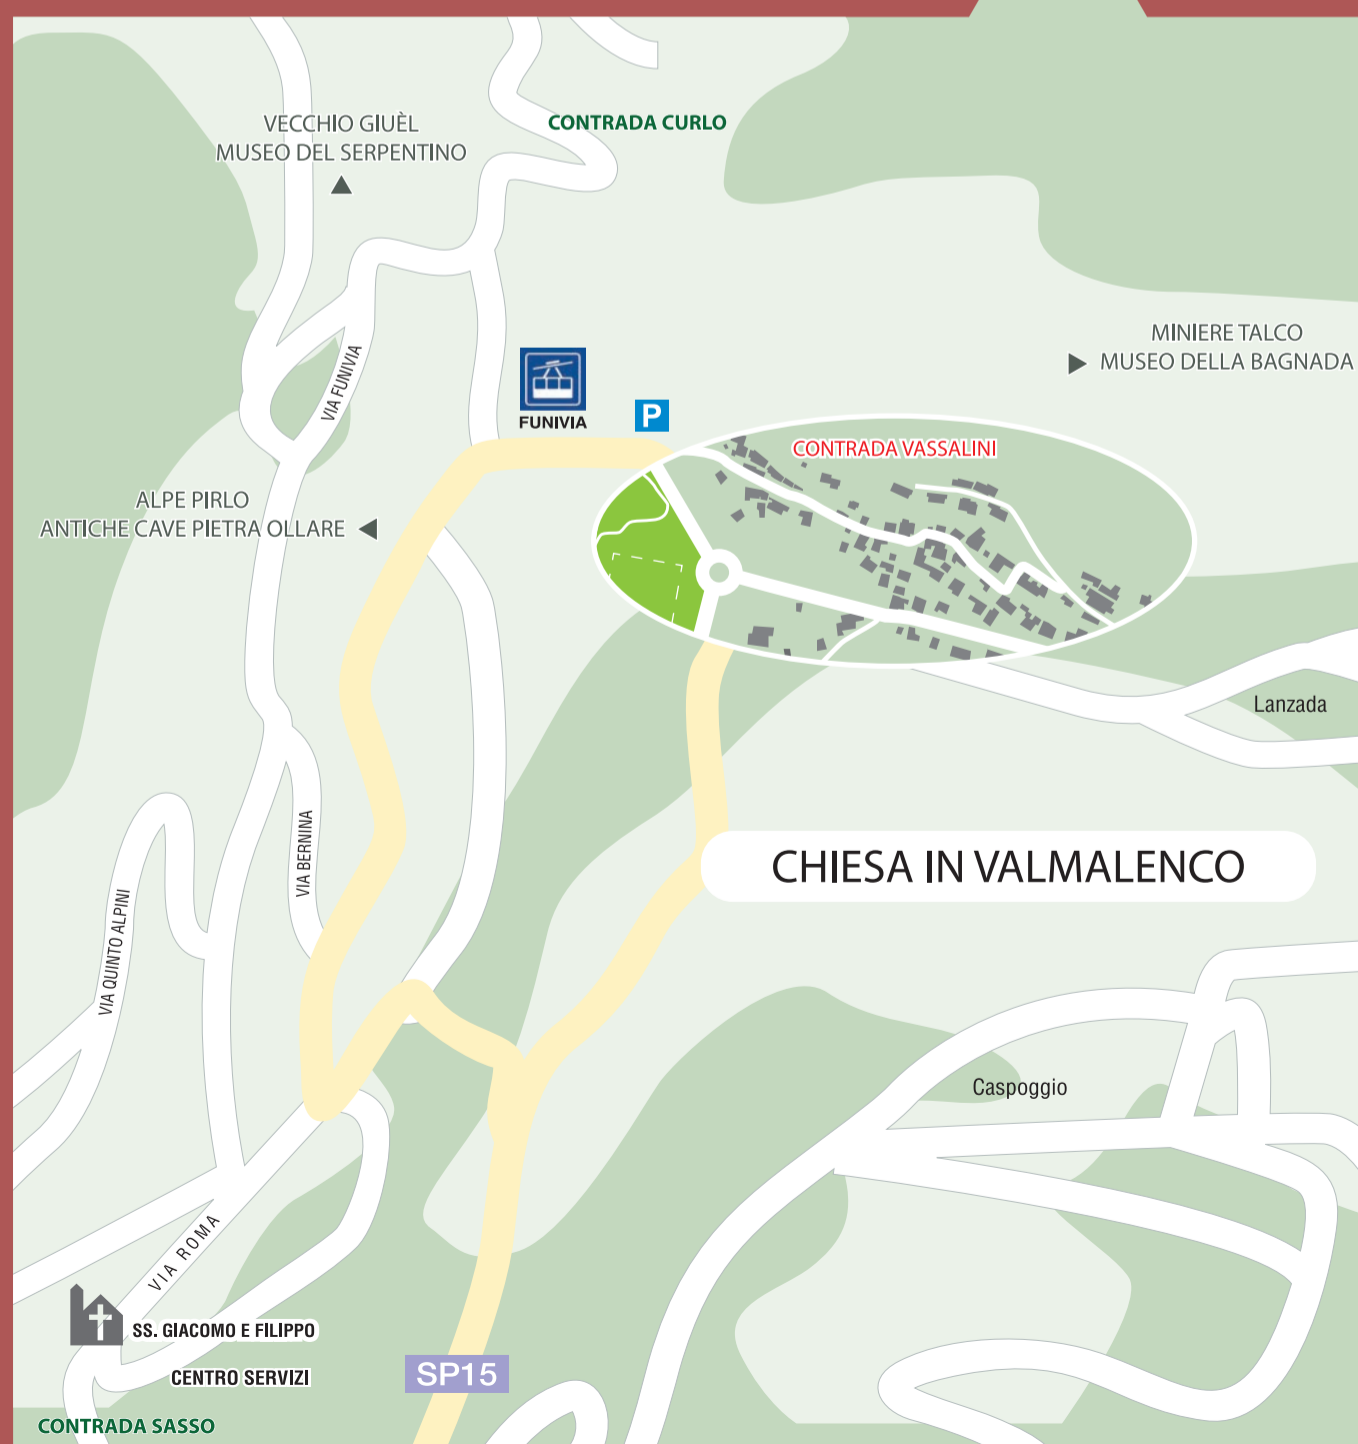 VECCHIO GIUÈL
MUSEO DEL SERPENTINO
CONTRADA CURLO
MINIERE TALCO
MUSEO DELLA BAGNADA
VIA FUNIVIA
FUNIVIA
P
CONTRADA VASSALINI
ALPE PIRLO
ANTICHE CAVE PIETRA OLLARE
Lanzada
VIA BERNINA
CHIESA IN VALMALENCO
VIA QUINTO ALPINI
Caspoggio
VIA ROMA
SS. GIACOMO E FILIPPO
CENTRO SERVIZI
SP15
CONTRADA SASSO